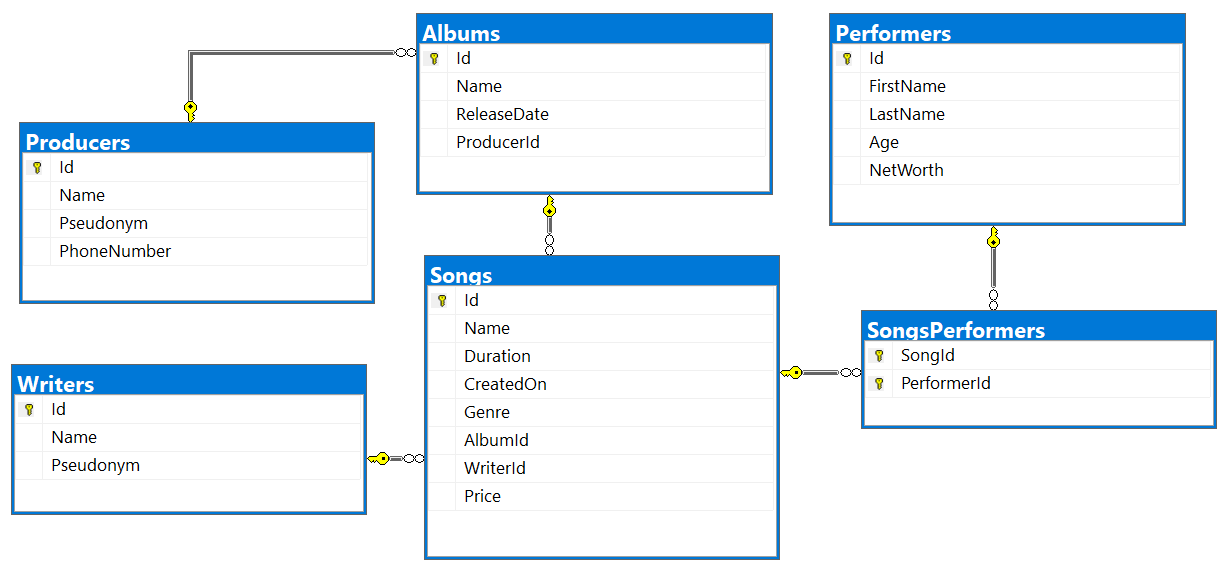 Albums
Id
Name
ReleaseDate
ProducerId
Performers
Id
FirstName
LastName
Age
NetWorth
Producers
Id
Name
Pseudonym
PhoneNumber
Songs
Id
Name
Duration
CreatedOn
Genre
AlbumId
WriterId
Price
SongsPerformers
SongId
PerformerId
Writers
Id
Name
Pseudonym